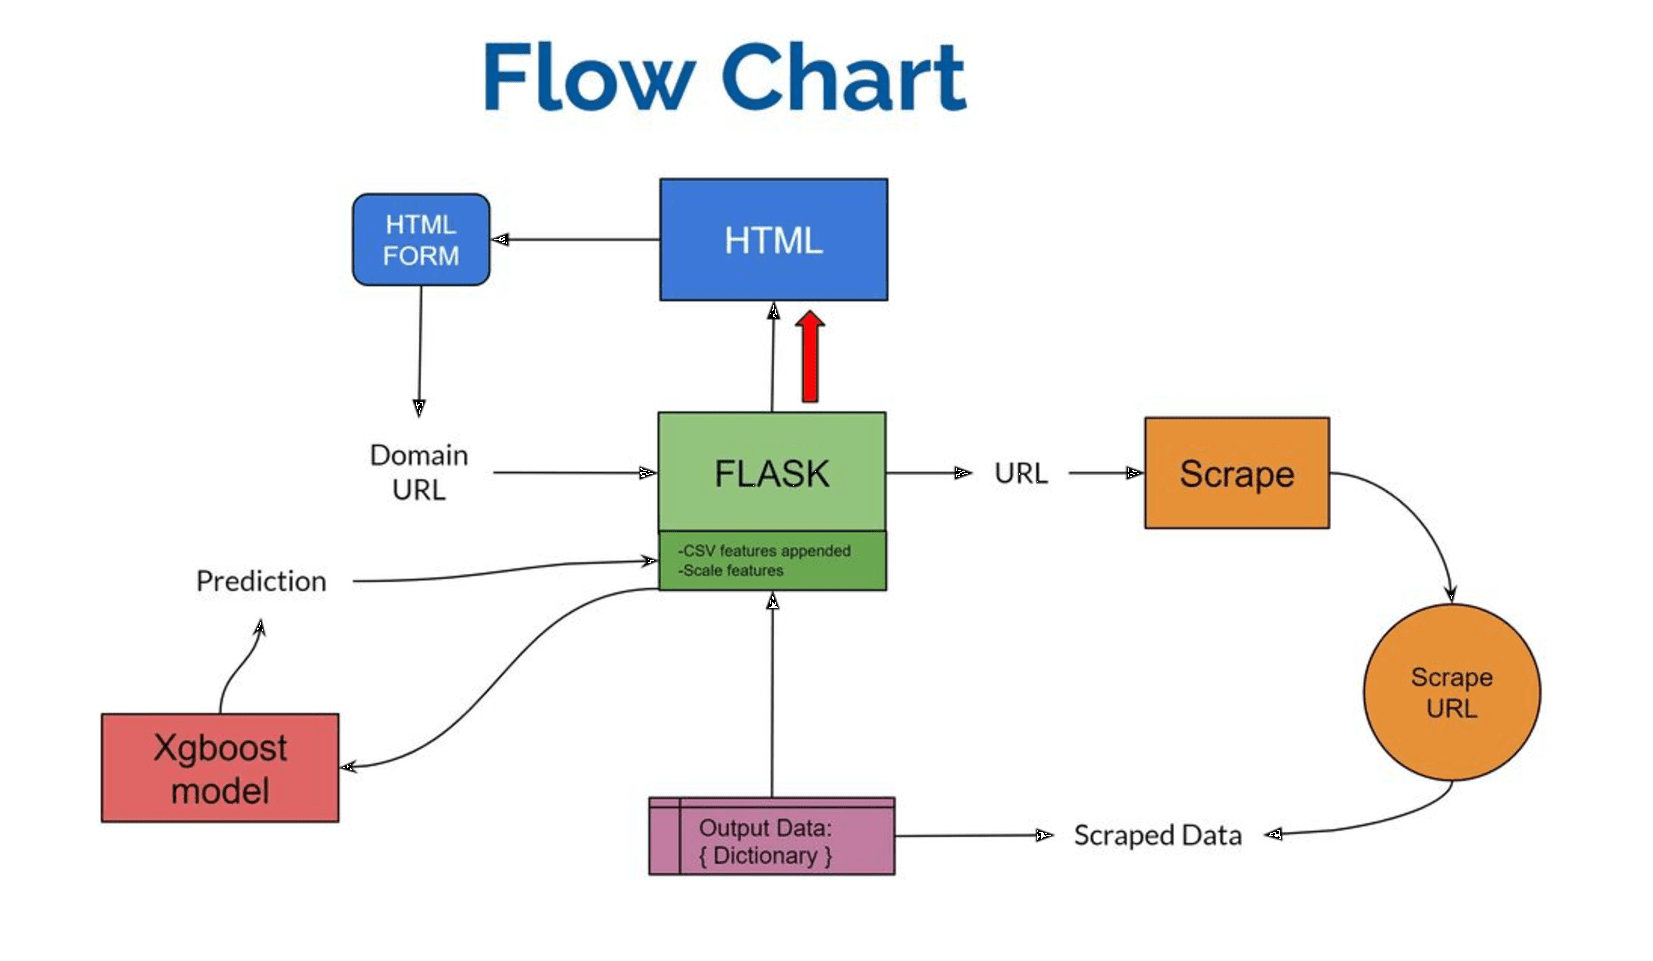 Flow Chart
HTML
FORM
HTML
Domain
URL
FLASK
URL
Scrape
-CSV features appended
-Scale features
Prediction
Scrape
URL
Xgboost
model
Output Data:
{ Dictionary }
Scraped Data